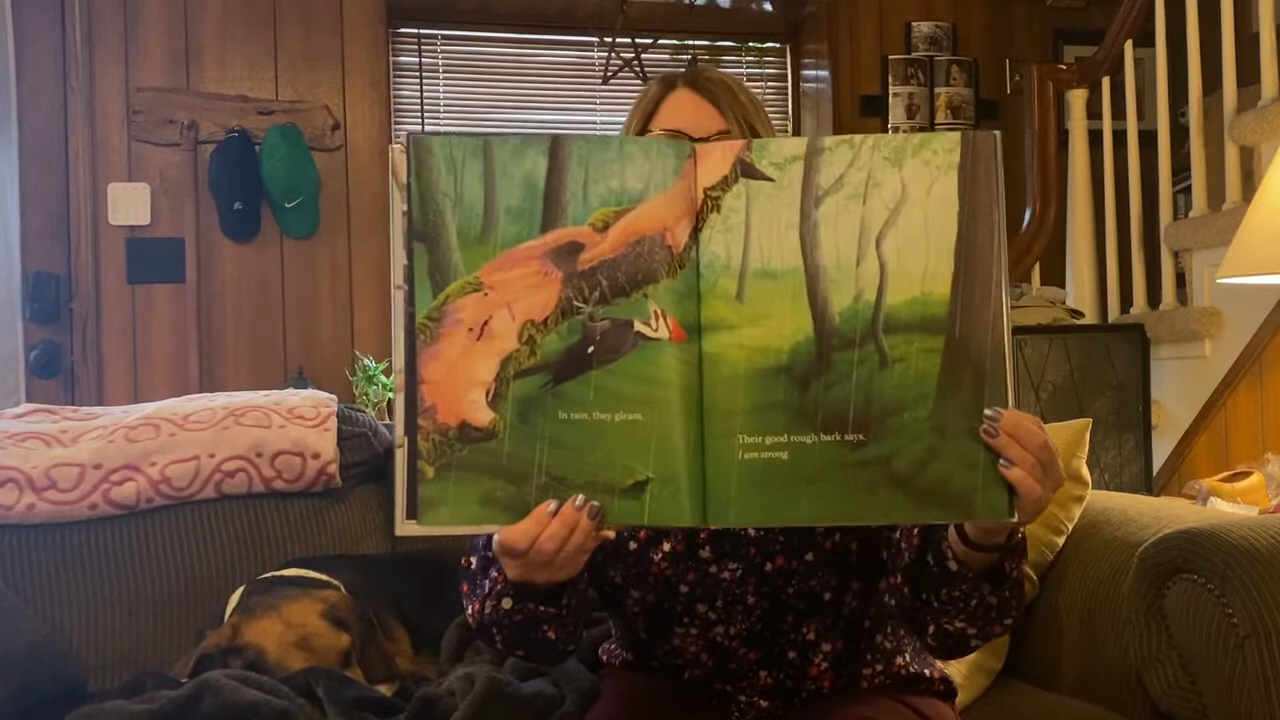 In rain, they gleam.
Their good rough bark says,
I am strong.